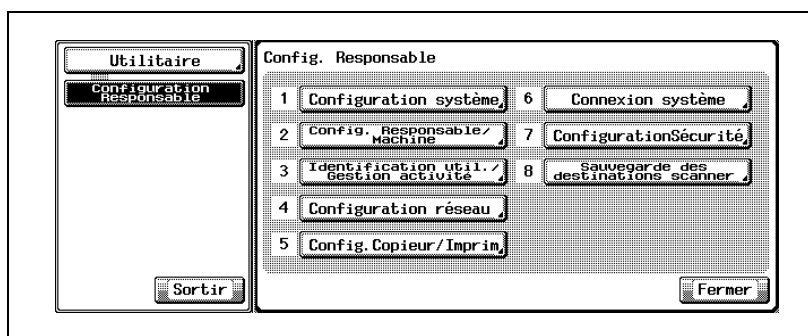 Utilitaire
Configuration
Responsable
Sortir
Config. Responsable
1 Configuration système
2 Config. Responsable/
Machine
3 Identification util./
Gestion activité
4 Configuration réseau
5 Config.Copieur/Imprim
6 Connexion système
7 ConfigurationSécurité
8 Sauvegarde des
destinations scanner
Fermer